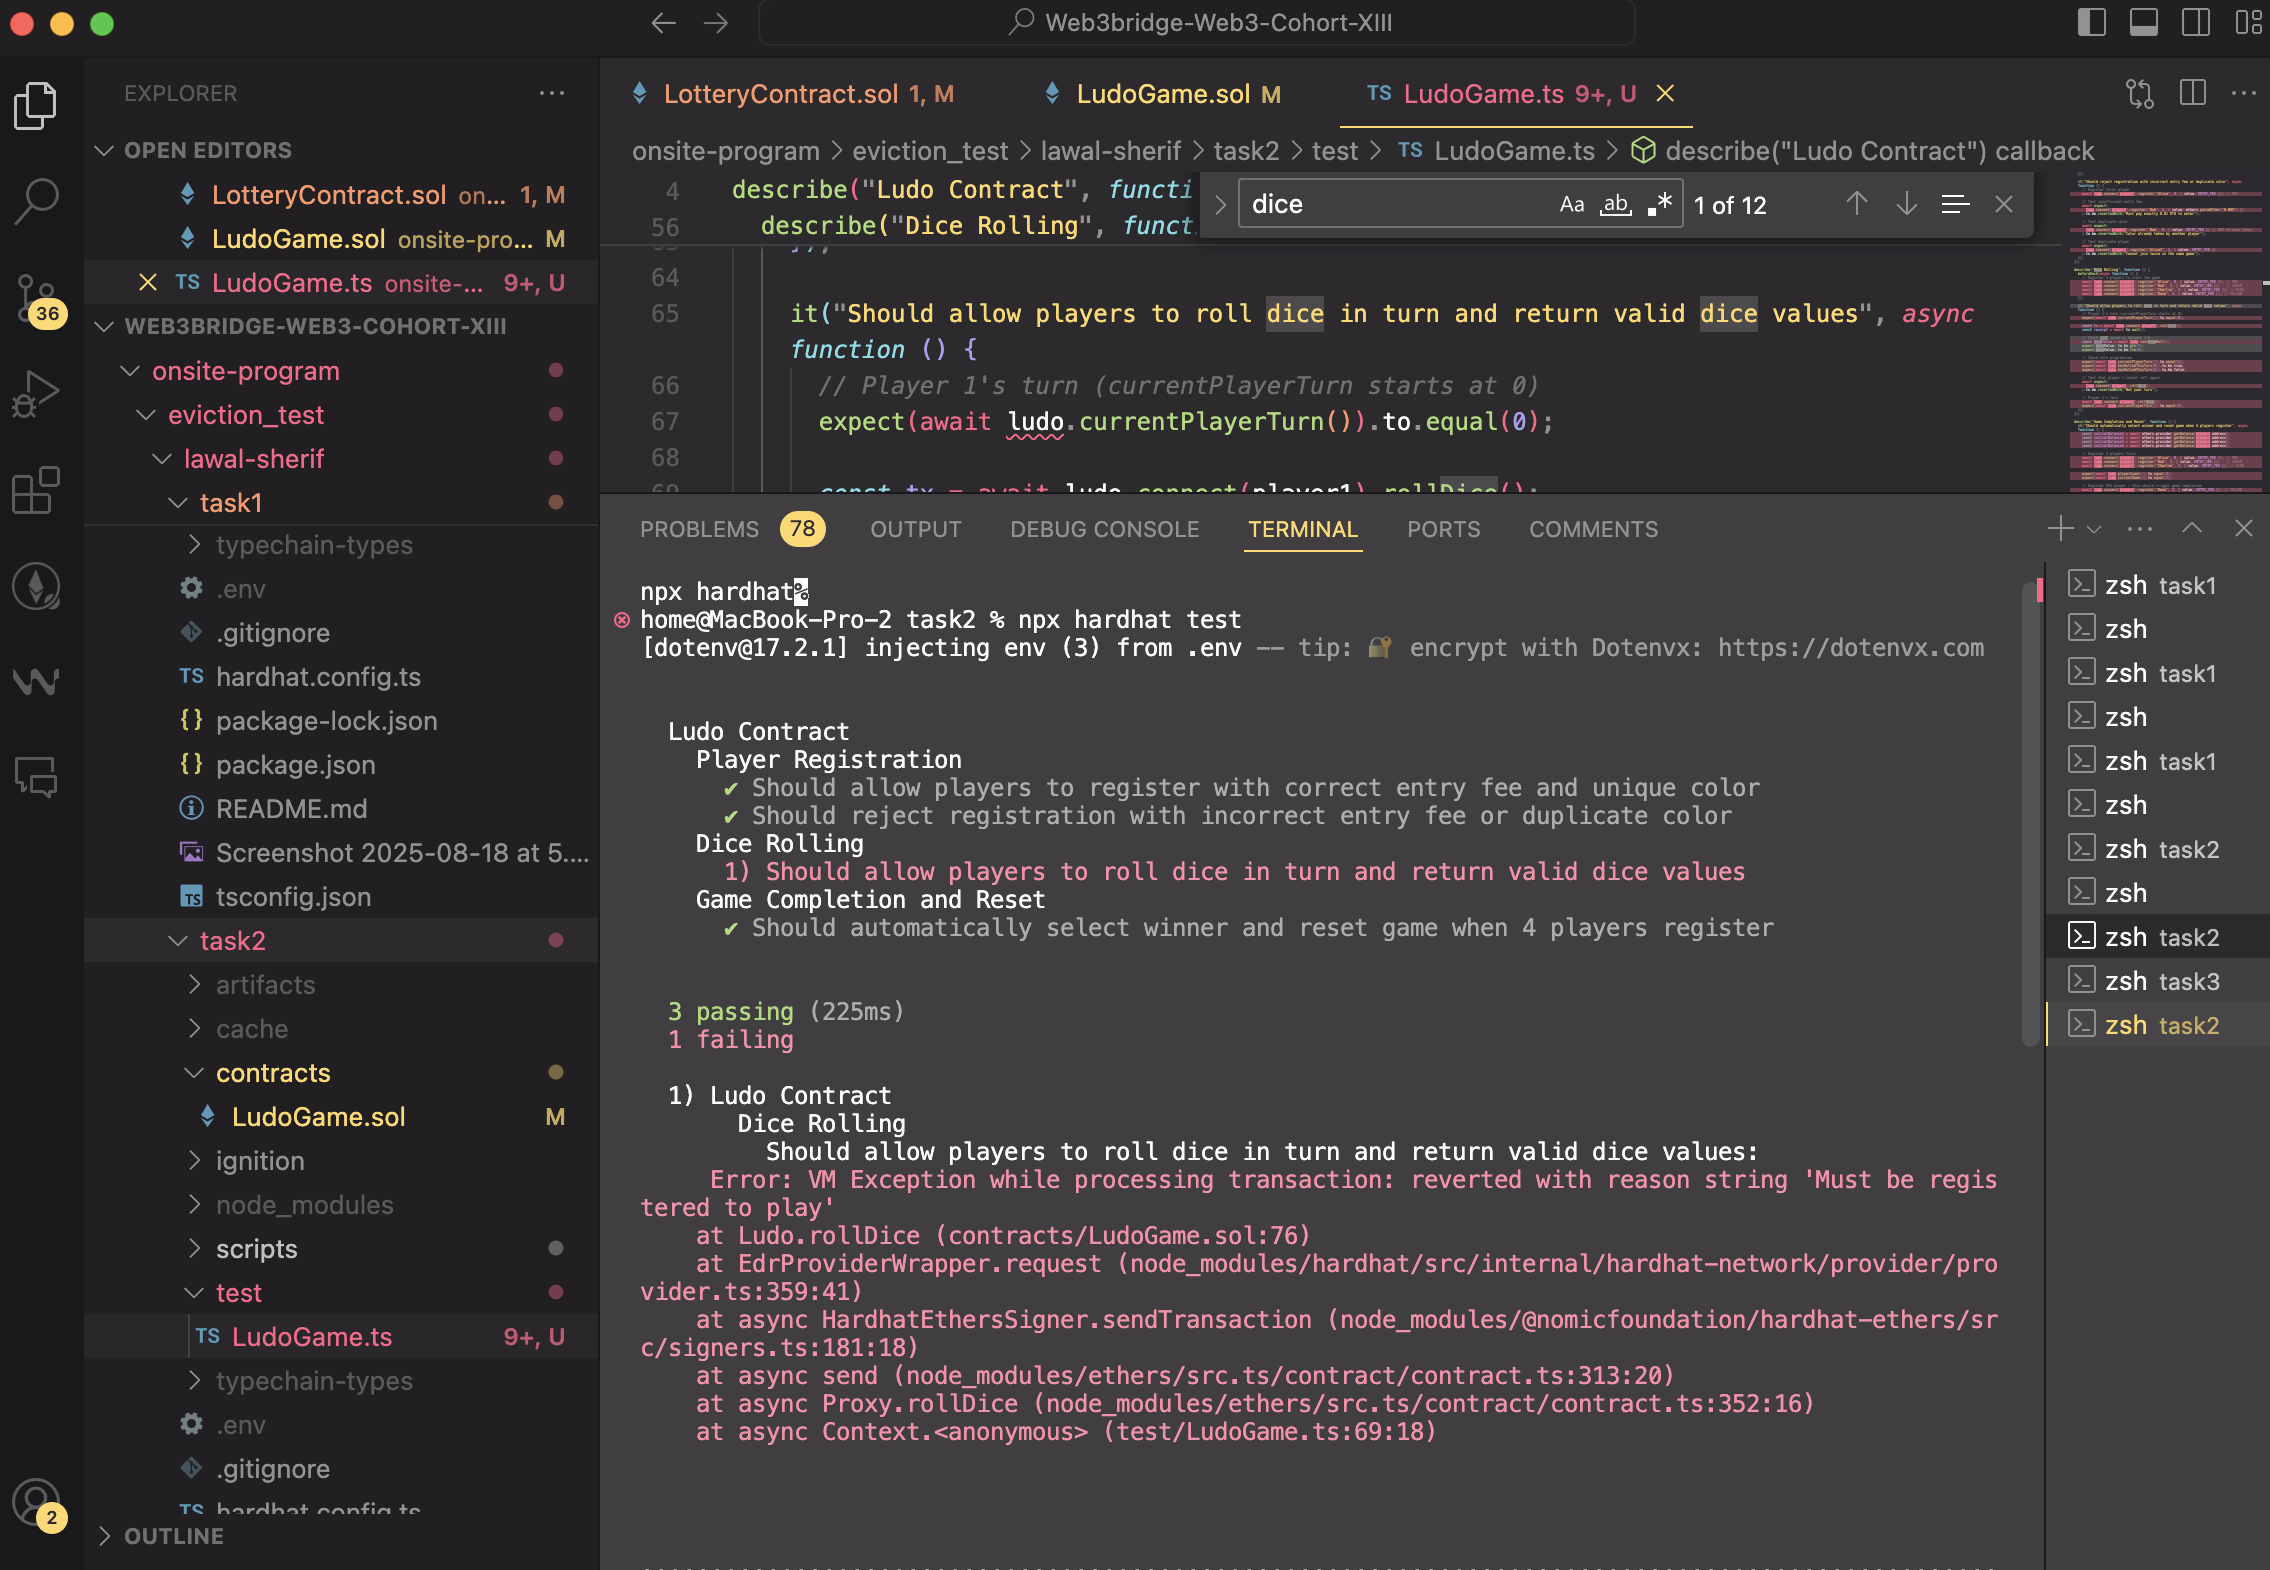 Web3bridge-Web3-Cohort-XIII
EXPLORER
OPEN EDITORS
LotteryContract.sol on... 1, M
LudoGame.sol onsite-pro... M
TS LudoGame.ts onsite-... 9+, U
WEB3BRIDGE-WEB3-COHORT-XIII
onsite-program
eviction_test
lawal-sherif
task1
typechain-types
.env
.gitignore
TS hardhat.config.ts
{} package-lock.json
{} package.json
README.md
Screenshot 2025-08-18 at 5....
TS tsconfig.json
task2
artifacts
cache
contracts
LudoGame.sol M
ignition
node_modules
scripts
test
TS LudoGame.ts 9+, U
typechain-types
.env
.gitignore
TS hardhat.config.ts
OUTLINE
36
2
LotteryContract.sol 1, M
LudoGame.sol M
TS LudoGame.ts 9+, U
onsite-program > eviction_test > lawal-sherif > task2 > test > TS LudoGame.ts > describe("Ludo Contract") callback
4 describe("Ludo Contract", functi
56 describe("Dice Rolling", funct
dice Aa ab .* 1 of 12
63 });
64
65 it("Should allow players to roll dice in turn and return valid dice values", async
function () {
66 // Player 1's turn (currentPlayerTurn starts at 0)
67 expect(await ludo.currentPlayerTurn()).to.equal(0);
68
69 const tx = await ludo.connect(player1).rollDice();
PROBLEMS 78 OUTPUT DEBUG CONSOLE TERMINAL PORTS COMMENTS
npx hardhat%
home@MacBook-Pro-2 task2 % npx hardhat test
[dotenv@17.2.1] injecting env (3) from .env -- tip: 🔐 encrypt with Dotenvx: https://dotenvx.com
Ludo Contract
Player Registration
✔ Should allow players to register with correct entry fee and unique color
✔ Should reject registration with incorrect entry fee or duplicate color
Dice Rolling
1) Should allow players to roll dice in turn and return valid dice values
Game Completion and Reset
✔ Should automatically select winner and reset game when 4 players register
3 passing (225ms)
1 failing
1) Ludo Contract
Dice Rolling
Should allow players to roll dice in turn and return valid dice values:
Error: VM Exception while processing transaction: reverted with reason string 'Must be regis
tered to play'
at Ludo.rollDice (contracts/LudoGame.sol:76)
at EdrProviderWrapper.request (node_modules/hardhat/src/internal/hardhat-network/provider/pro
vider.ts:359:41)
at async HardhatEthersSigner.sendTransaction (node_modules/@nomicfoundation/hardhat-ethers/sr
c/signers.ts:181:18)
at async send (node_modules/ethers/src.ts/contract/contract.ts:313:20)
at async Proxy.rollDice (node_modules/ethers/src.ts/contract/contract.ts:352:16)
at async Context.<anonymous> (test/LudoGame.ts:69:18)
zsh task1
zsh
zsh task1
zsh
zsh task1
zsh
zsh task2
zsh
zsh task2
zsh task3
zsh task2